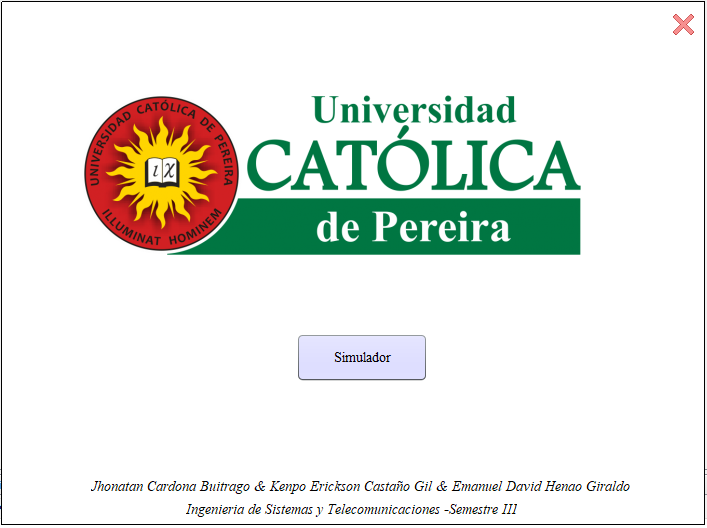 UNIVERSIDAD CATÓLICA DE PEREIRA
ILLUMINAT HOMINEM
Universidad
CATÓLICA
de Pereira
Simulador
Jhonatan Cardona Buitrago & Kenpo Erickson Castaño Gil & Emanuel David Henao Giraldo
Ingenieria de Sistemas y Telecomunicaciones -Semestre III